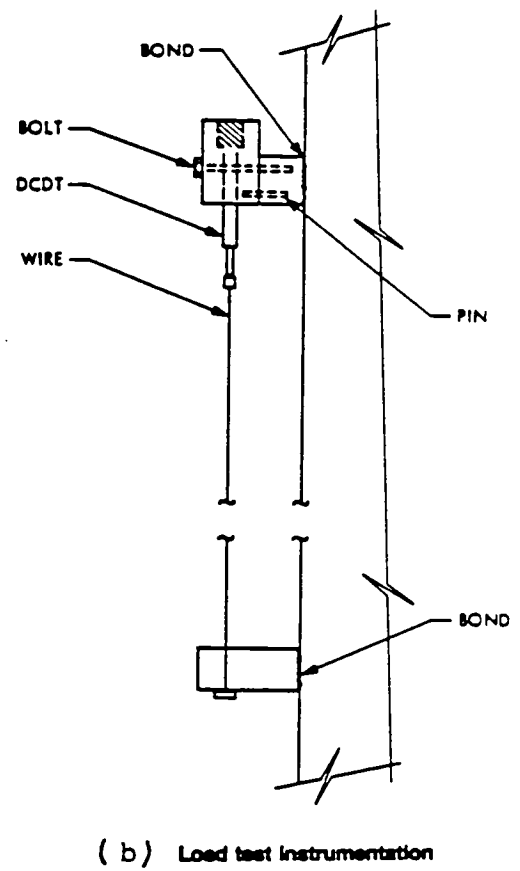 BOND
BOLT
DCDT
WIRE
PIN
BOND
(b) Load test instrumentation